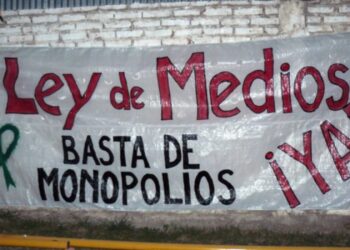 Ley de Medios
BASTA DE
MONOPOLIOS
¡YA